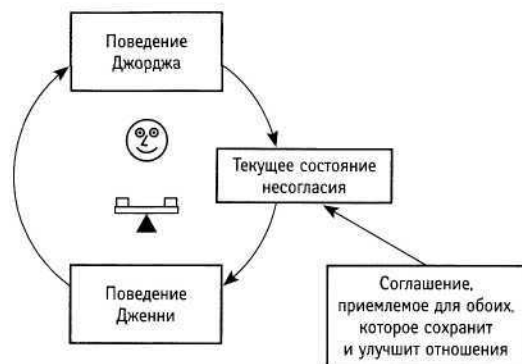 Поведение
Джорджа
Текущее состояние
несогласия
Поведение
Дженни
Соглашение,
приемлемое для обоих,
которое сохранит
и улучшит отношения